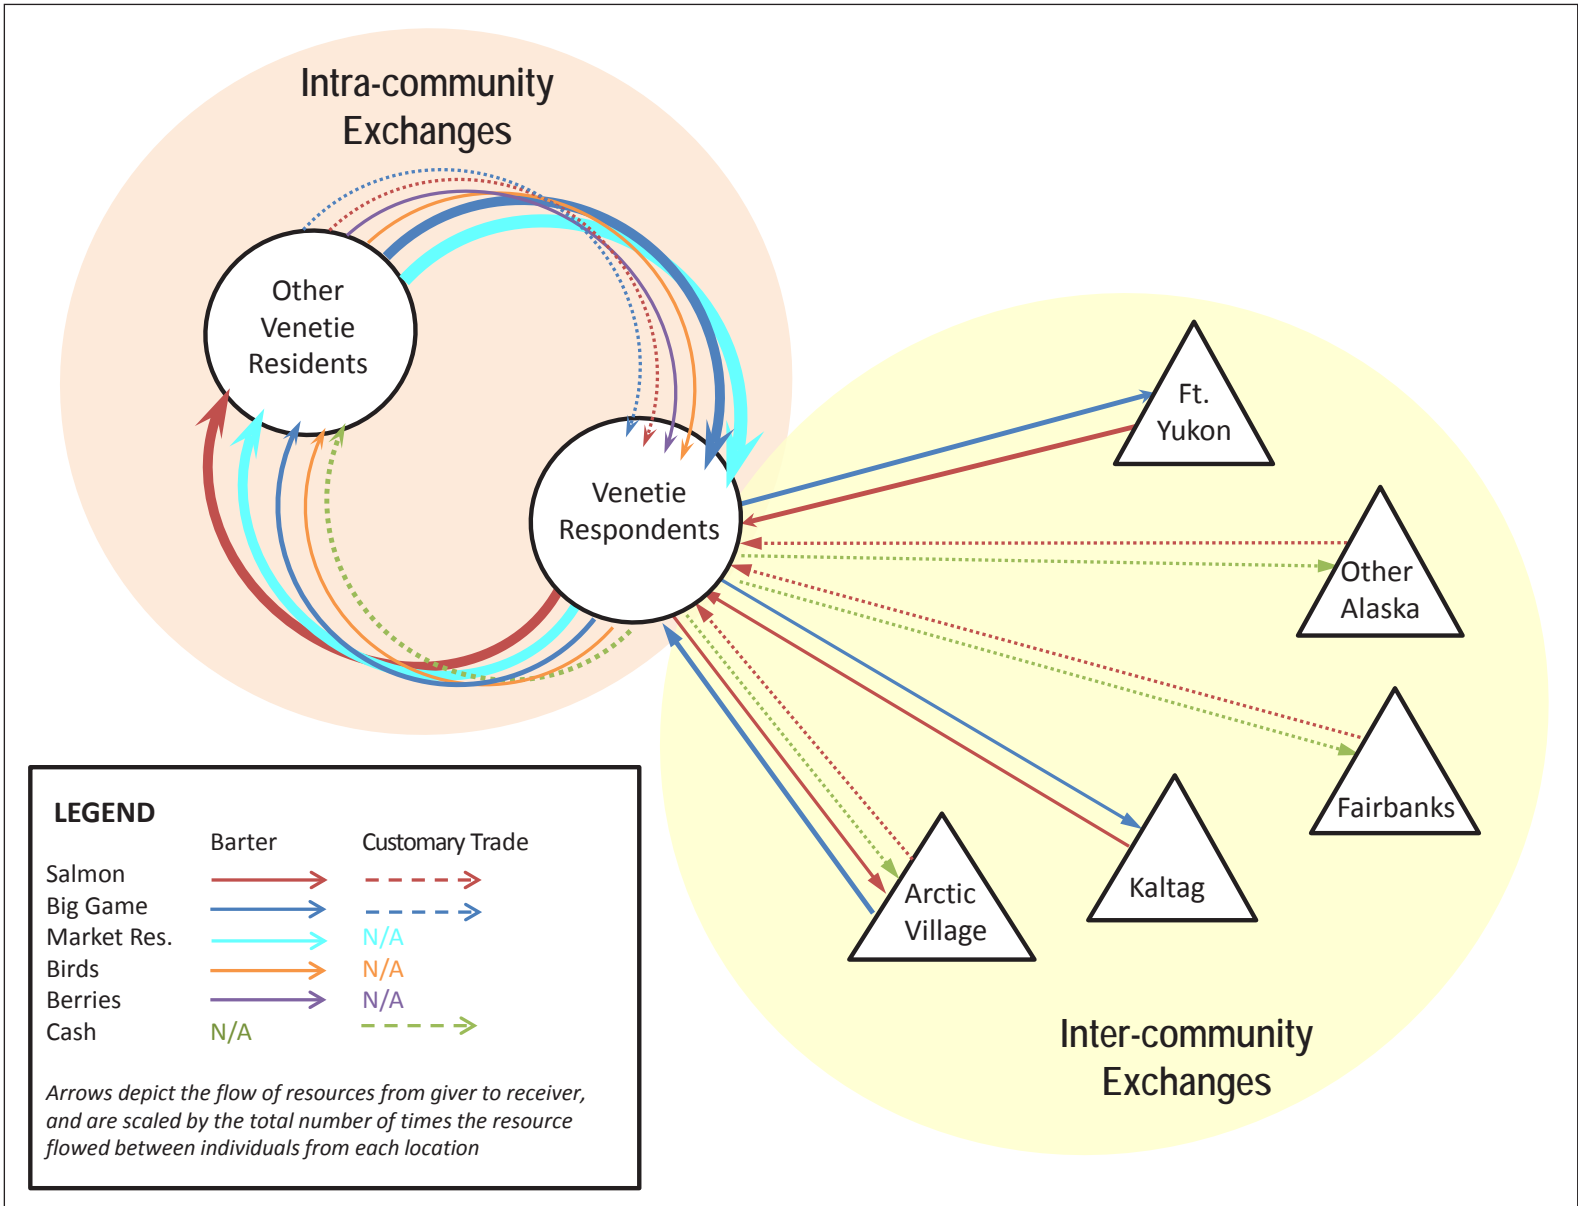 Intra-community
Exchanges
Other
Venetie
Residents
Venetie
Respondents
Ft.
Yukon
Other
Alaska
Fairbanks
Kaltag
Arctic
Village
Inter-community
Exchanges
LEGEND
Barter Customary Trade
Salmon
Big Game
Market Res. N/A
Birds N/A
Berries N/A
Cash N/A
Arrows depict the flow of resources from giver to receiver,
and are scaled by the total number of times the resource
flowed between individuals from each location